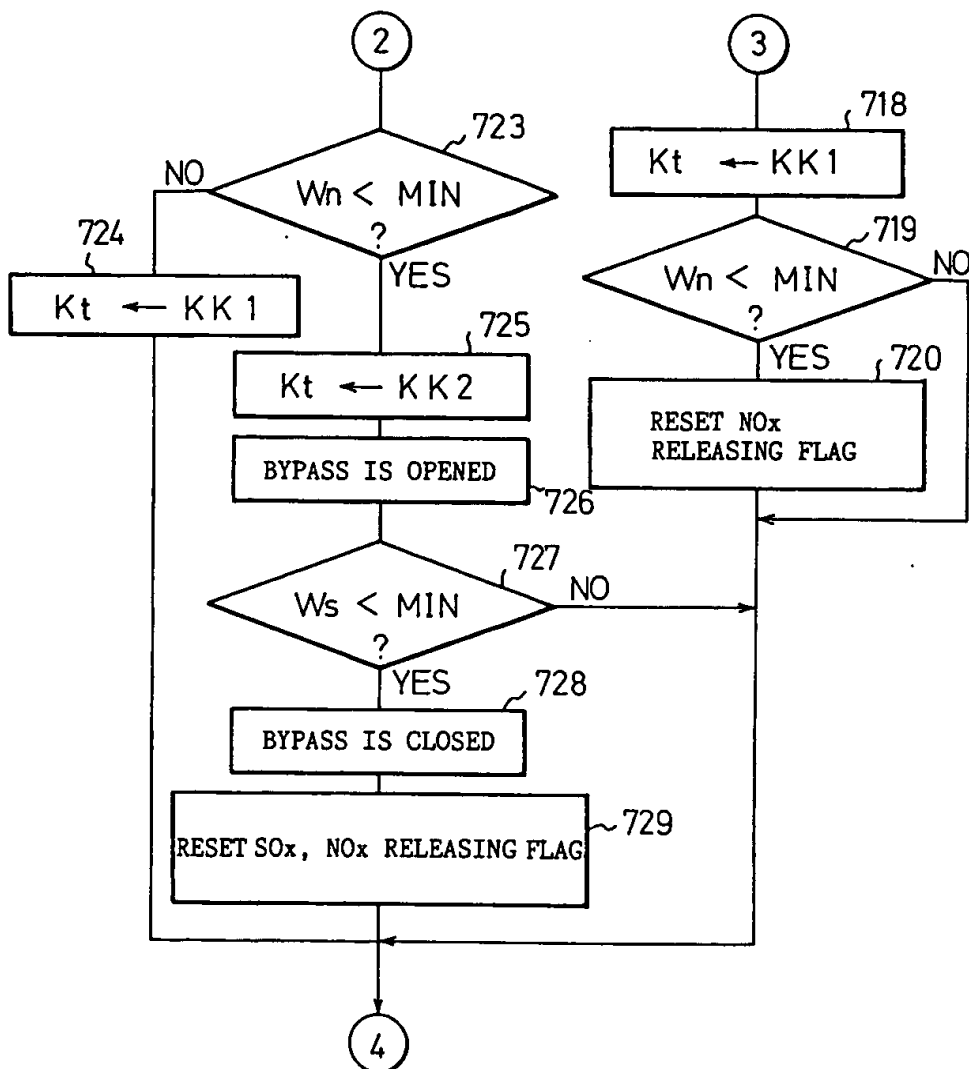 2
723
Wn < MIN
?
NO
YES
724
Kt ← KK1
725
Kt ← KK2
BYPASS IS OPENED
726
727
Ws < MIN
?
NO
YES
728
BYPASS IS CLOSED
729
RESET SOx, NOx RELEASING FLAG
3
718
Kt ← KK1
719
Wn < MIN
?
NO
YES
720
RESET NOx
RELEASING FLAG
4